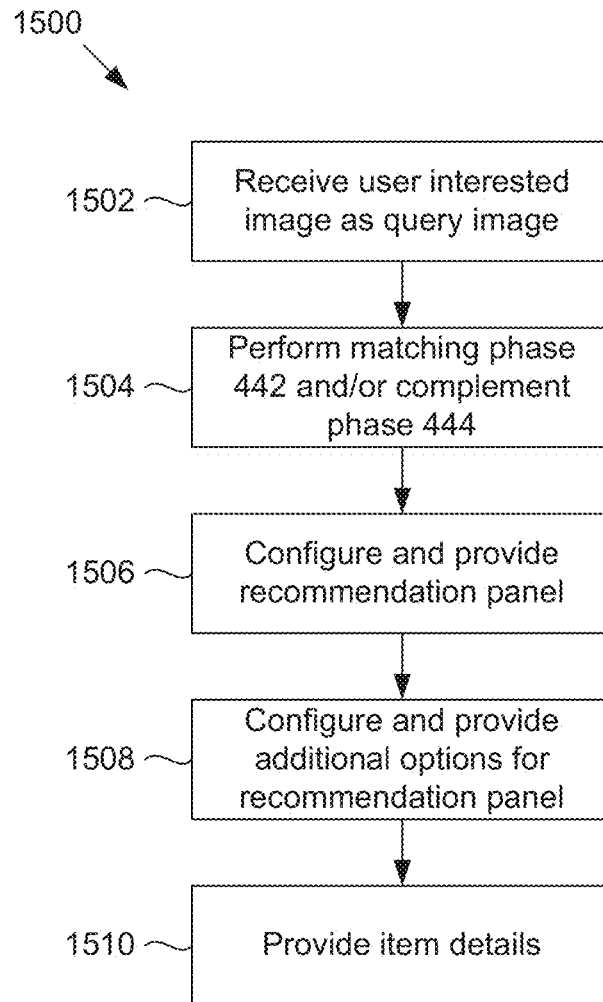 1500
1502
Receive user interested
image as query image
1504
Perform matching phase
442 and/or complement
phase 444
1506
Configure and provide
recommendation panel
1508
Configure and provide
additional options for
recommendation panel
1510
Provide item details